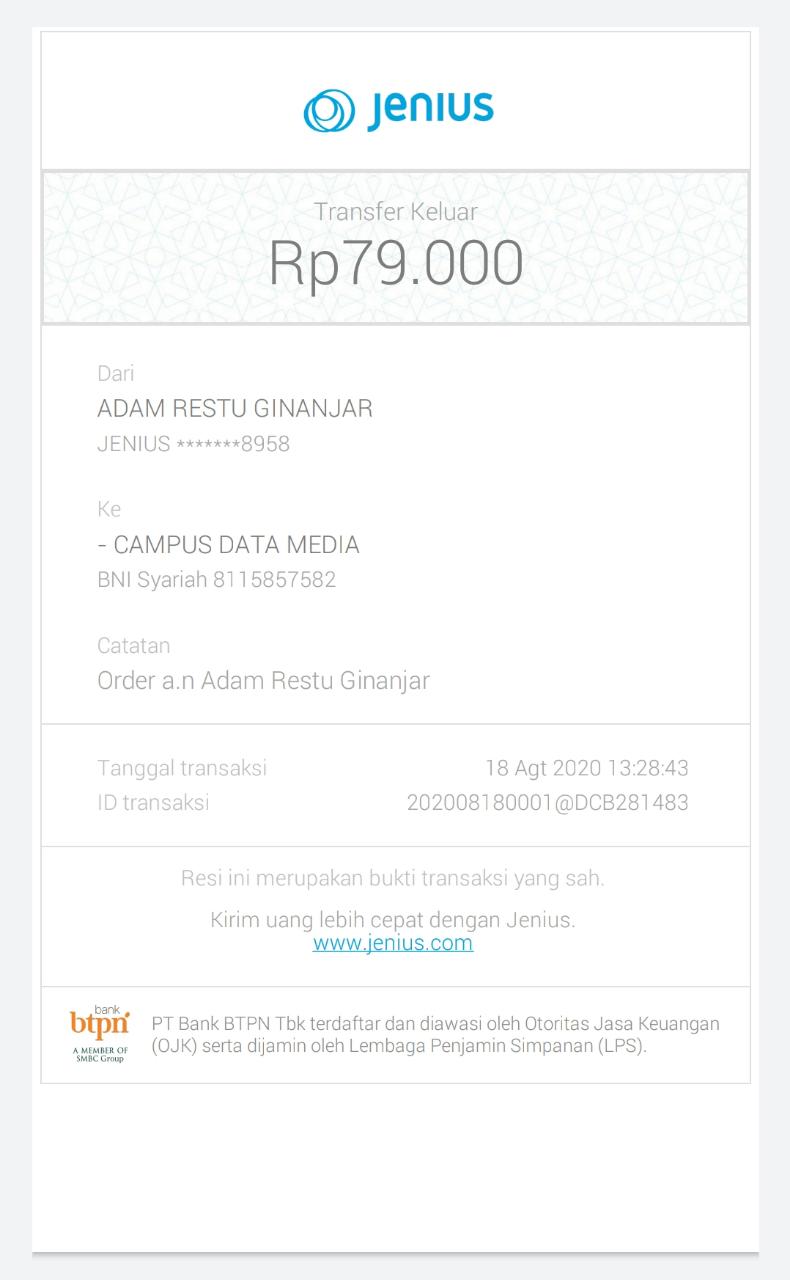 jenius
Transfer Keluar
Rp79.000
Dari
ADAM RESTU GINANJAR
JENIUS *******8958
Ke
- CAMPUS DATA MEDIA
BNI Syariah 8115857582
Catatan
Order a.n Adam Restu Ginanjar
Tanggal transaksi 18 Agt 2020 13:28:43
ID transaksi 202008180001@DCB281483
Resi ini merupakan bukti transaksi yang sah.
Kirim uang lebih cepat dengan Jenius.
www.jenius.com
bank
btpn
A MEMBER OF
SMBC Group
PT Bank BTPN Tbk terdaftar dan diawasi oleh Otoritas Jasa Keuangan
(OJK) serta dijamin oleh Lembaga Penjamin Simpanan (LPS).